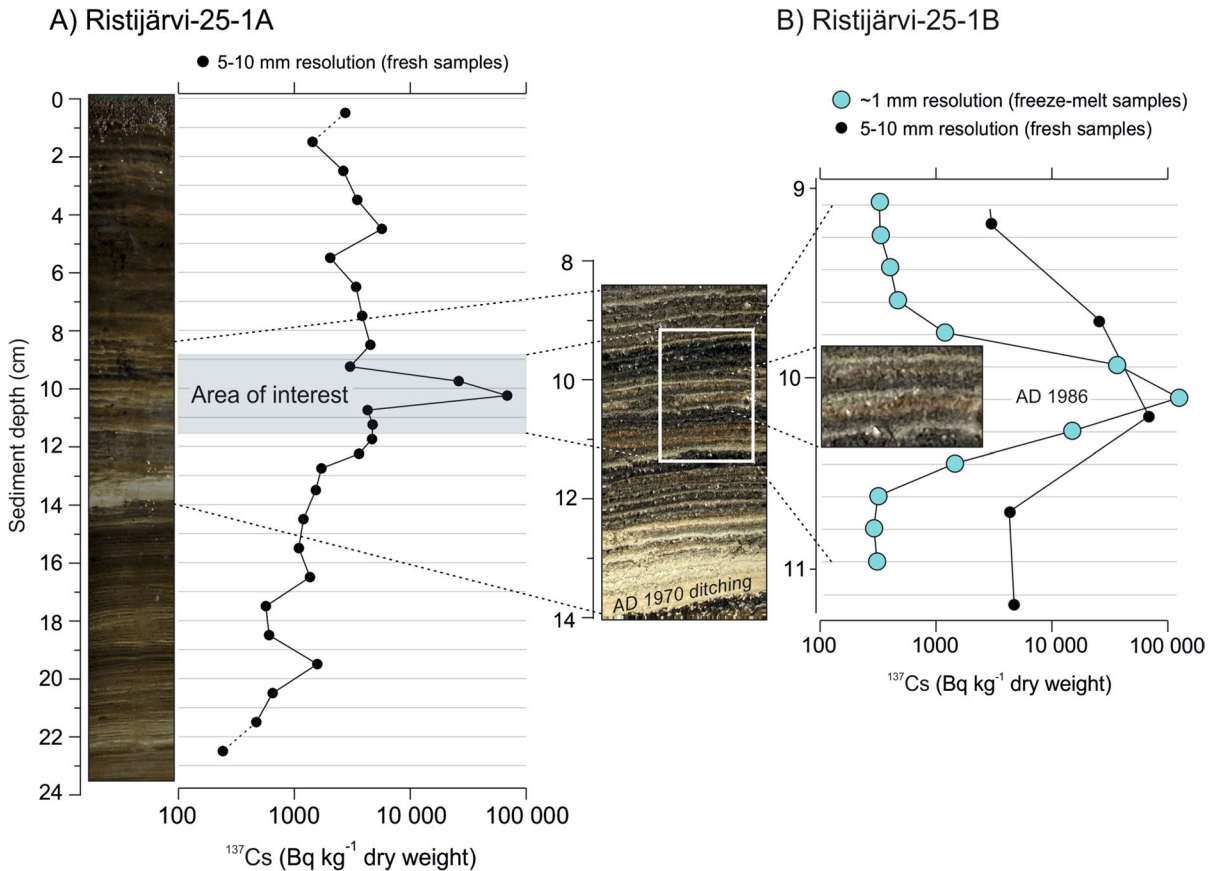 A) Ristijärvi-25-1A
B) Ristijärvi-25-1B
5-10 mm resolution (fresh samples)
~1 mm resolution (freeze-melt samples)
5-10 mm resolution (fresh samples)
Sediment depth (cm)
0
2
4
6
8
10
12
14
16
18
20
22
24
Area of interest
100
1000
10 000
100 000
¹³⁷Cs (Bq kg⁻¹ dry weight)
8
10
12
14
AD 1970 ditching
9
10
11
AD 1986
100
1000
10 000
100 000
¹³⁷Cs (Bq kg⁻¹ dry weight)